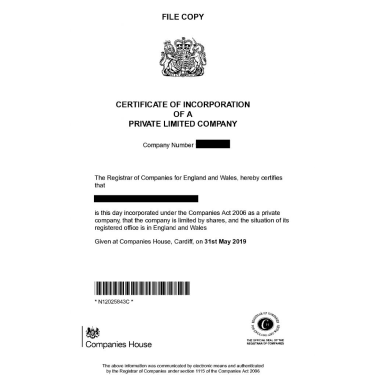 FILE COPY
CERTIFICATE OF INCORPORATION
OF A
PRIVATE LIMITED COMPANY
Company Number
The Registrar of Companies for England and Wales, hereby certifies
that
is this day incorporated under the Companies Act 2006 as a private
company, that the company is limited by shares, and the situation of its
registered office is in England and Wales
Given at Companies House, Cardiff, on 31st May 2019
* N12025843C *
Companies House
THE OFFICIAL SEAL OF THE
REGISTRAR OF COMPANIES
The above information was communicated by electronic means and authenticated
by the Registrar of Companies under section 1115 of the Companies Act 2006